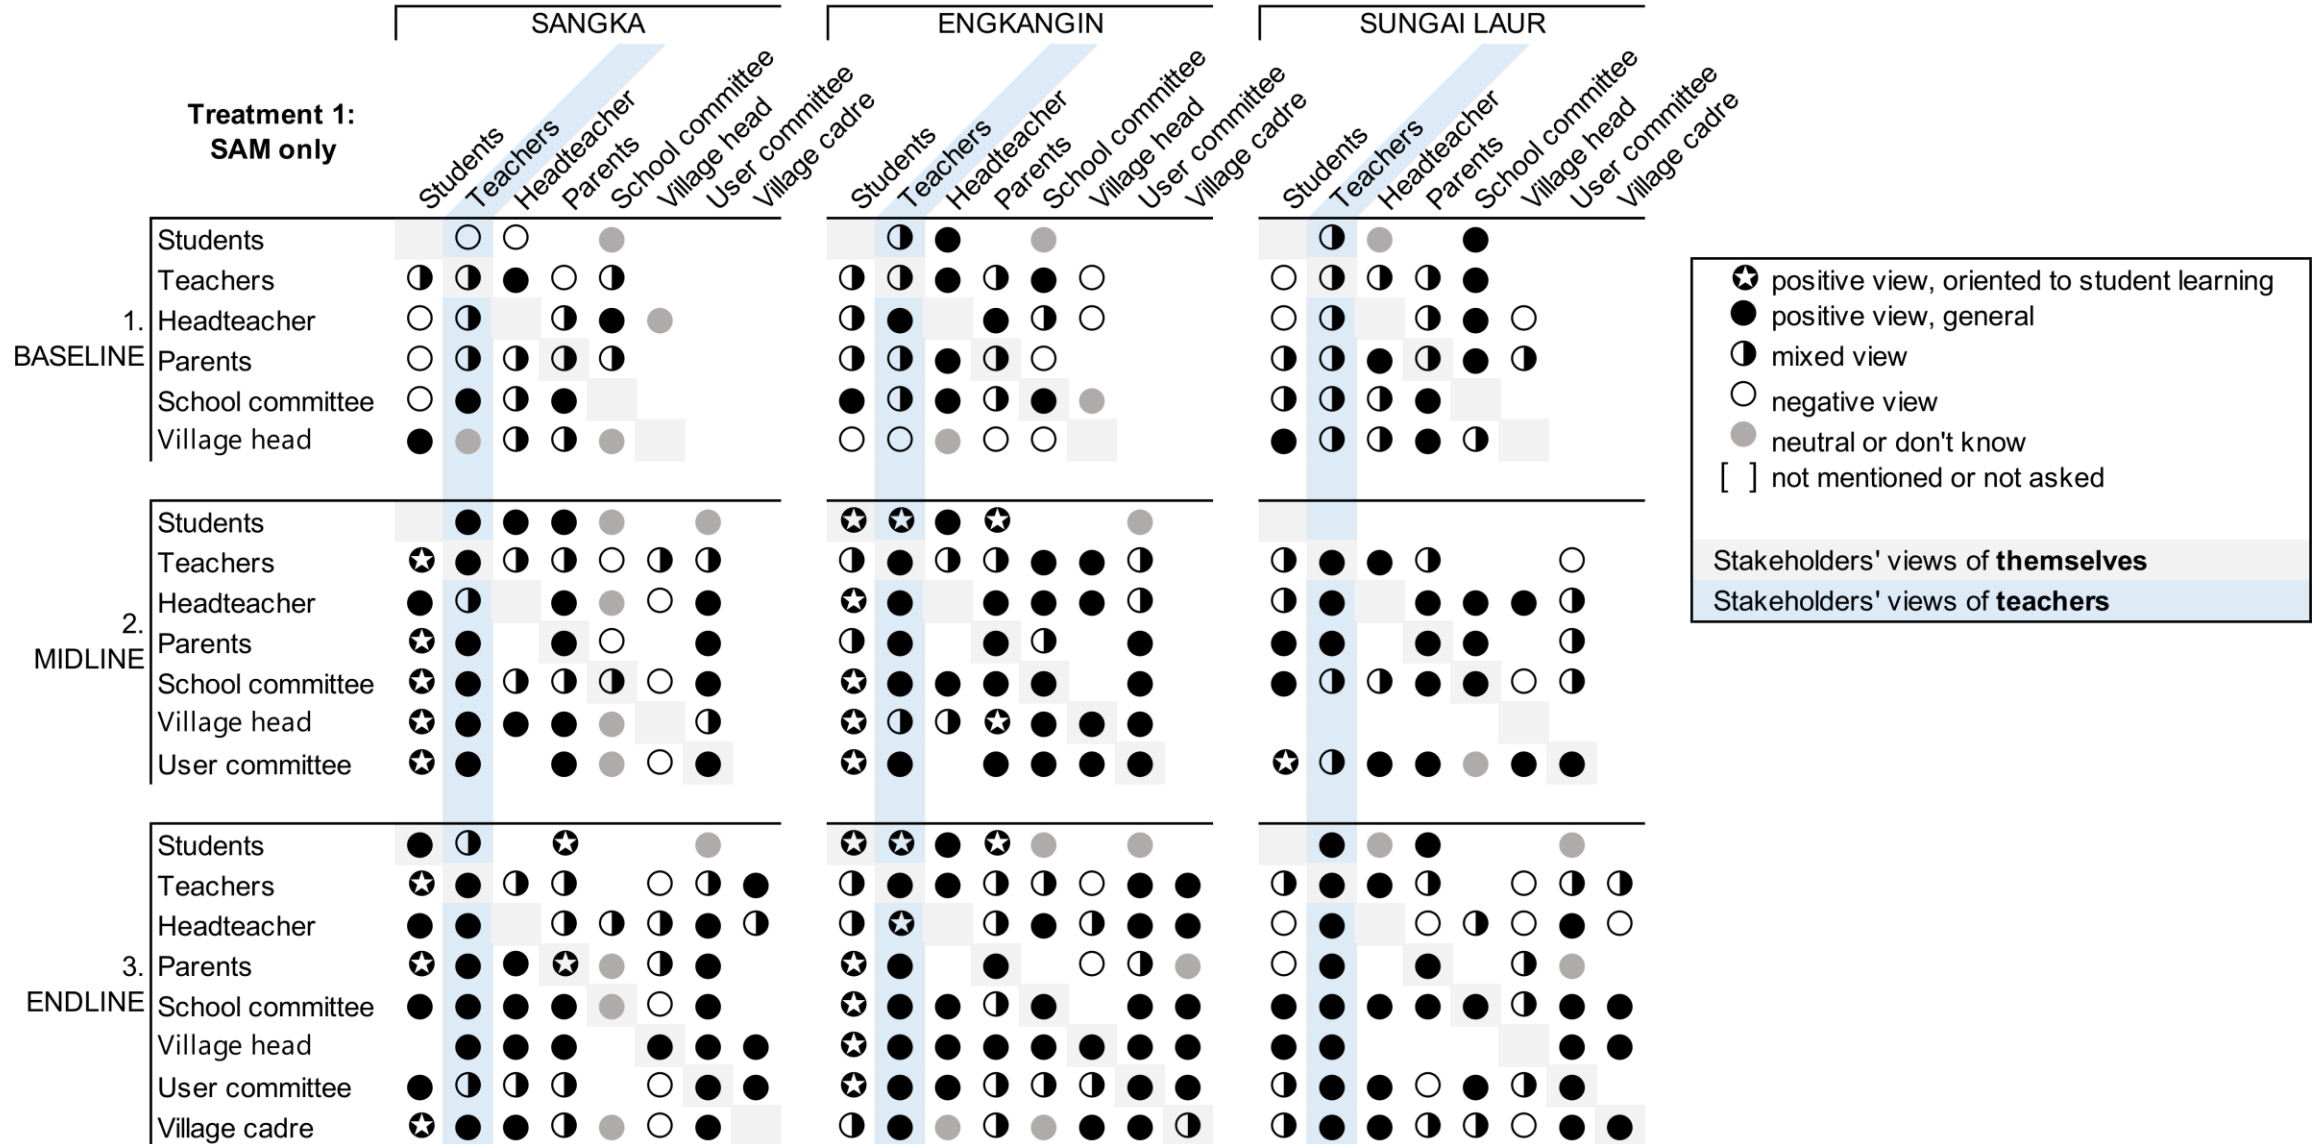 SANGKA
ENGKANGIN
SUNGAI LAUR
Treatment 1:
SAM only
Students
Teachers
Headteacher
Parents
School committee
Village head
User committee
Village cadre
Students
Teachers
Headteacher
Parents
School committee
Village head
User committee
Village cadre
Students
Teachers
Headteacher
Parents
School committee
Village head
User committee
Village cadre
1.
BASELINE
Students
Teachers
Headteacher
Parents
School committee
Village head
2.
MIDLINE
Students
Teachers
Headteacher
Parents
School committee
Village head
User committee
3.
ENDLINE
Students
Teachers
Headteacher
Parents
School committee
Village head
User committee
Village cadre
positive view, oriented to student learning
positive view, general
mixed view
negative view
neutral or don't know
[ ] not mentioned or not asked
Stakeholders' views of themselves
Stakeholders' views of teachers